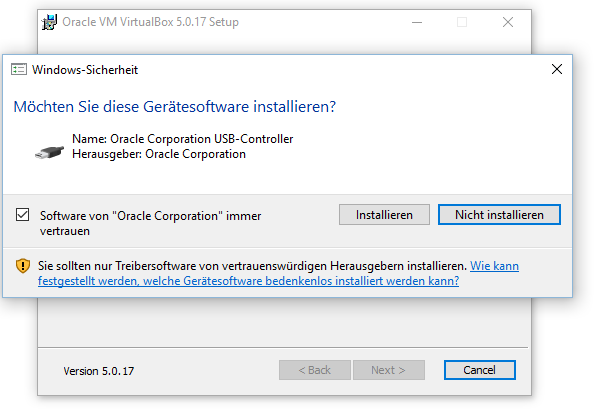 Oracle VM VirtualBox 5.0.17 Setup
Windows-Sicherheit
Möchten Sie diese Gerätesoftware installieren?
Name: Oracle Corporation USB-Controller
Herausgeber: Oracle Corporation
Software von "Oracle Corporation" immer
vertrauen
Installieren
Nicht installieren
Sie sollten nur Treibersoftware von vertrauenswürdigen Herausgebern installieren. Wie kann
festgestellt werden, welche Gerätesoftware bedenkenlos installiert werden kann?
Version 5.0.17
< Back
Next >
Cancel